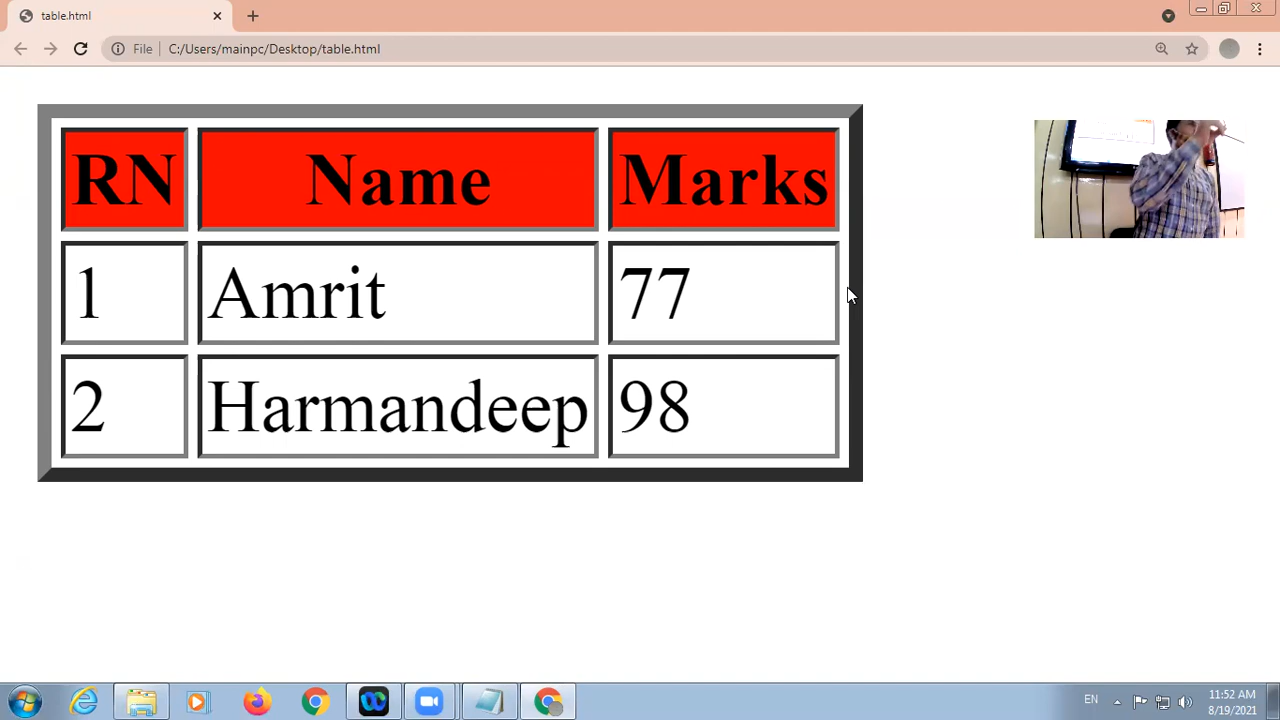 table.html
File C:/Users/mainpc/Desktop/table.html
RN Name Marks
1 Amrit 77
2 Harmandeep 98
EN 11:52 AM
8/19/2021